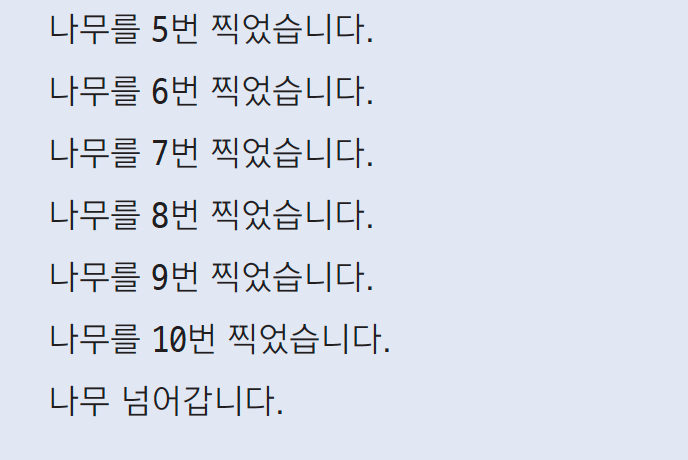 나무를 5번 찍었습니다.
나무를 6번 찍었습니다.
나무를 7번 찍었습니다.
나무를 8번 찍었습니다.
나무를 9번 찍었습니다.
나무를 10번 찍었습니다.
나무 넘어갑니다.